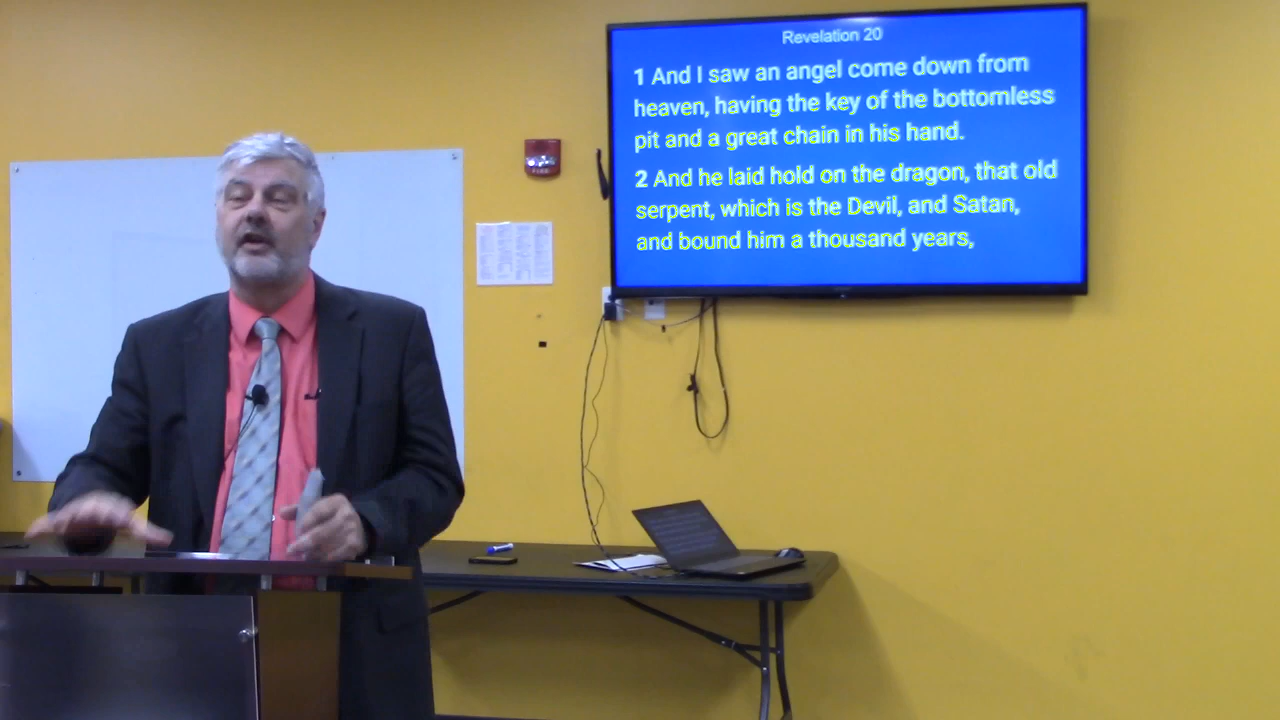 Revelation 20
1 And I saw an angel come down from
heaven, having the key of the bottomless
pit and a great chain in his hand.
2 And he laid hold on the dragon, that old
serpent, which is the Devil, and Satan,
and bound him a thousand years,
FIRE